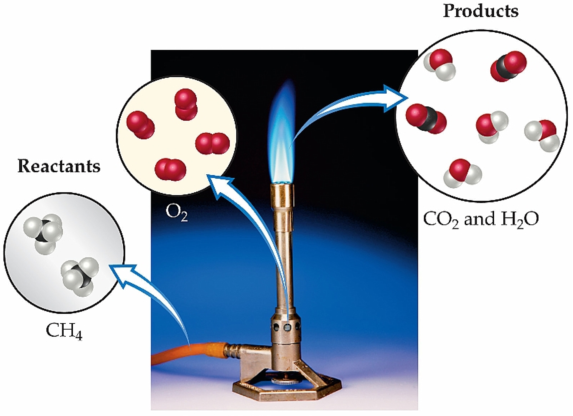 Products
Reactants
O₂
CO₂ and H₂O
CH₄